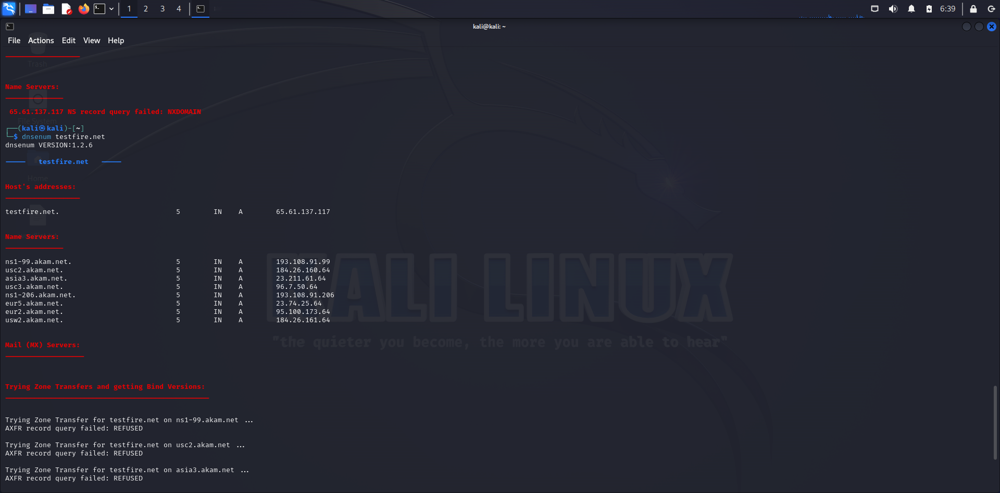 1 2 3 4 6:39
kali@kali: ~
File Actions Edit View Help
Trash
Name Servers:
65.61.137.117 NS record query failed: NXDOMAIN
File System
┌──(kali㉿kali)-[~]
└─$ dnsenum testfire.net
dnsenum VERSION:1.2.6
----- testfire.net -----
Home
Host's addresses:
testfire.net. 5 IN A 65.61.137.117
Name Servers:
ns1-99.akam.net. 5 IN A 193.108.91.99
usc2.akam.net. 5 IN A 184.26.160.64
asia3.akam.net. 5 IN A 23.211.61.64
usc3.akam.net. 5 IN A 96.7.50.64
ns1-206.akam.net. 5 IN A 193.108.91.206
eur5.akam.net. 5 IN A 23.74.25.64
eur2.akam.net. 5 IN A 95.100.173.64
usw2.akam.net. 5 IN A 184.26.161.64
KALI LINUX
"the quieter you become, the more you are able to hear"
Mail (MX) Servers:
Trying Zone Transfers and getting Bind Versions:
Trying Zone Transfer for testfire.net on ns1-99.akam.net ...
AXFR record query failed: REFUSED
Trying Zone Transfer for testfire.net on usc2.akam.net ...
AXFR record query failed: REFUSED
Trying Zone Transfer for testfire.net on asia3.akam.net ...
AXFR record query failed: REFUSED